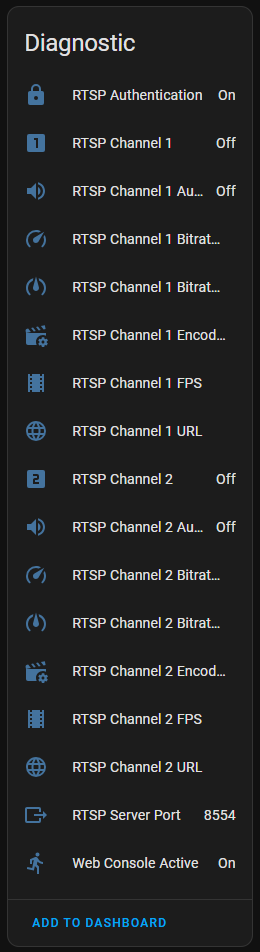 Diagnostic
RTSP Authentication On
1 RTSP Channel 1 Off
RTSP Channel 1 Au... Off
RTSP Channel 1 Bitrat...
RTSP Channel 1 Bitrat...
RTSP Channel 1 Encod...
RTSP Channel 1 FPS
RTSP Channel 1 URL
2 RTSP Channel 2 Off
RTSP Channel 2 Au... Off
RTSP Channel 2 Bitrat...
RTSP Channel 2 Bitrat...
RTSP Channel 2 Encod...
RTSP Channel 2 FPS
RTSP Channel 2 URL
RTSP Server Port 8554
Web Console Active On
ADD TO DASHBOARD